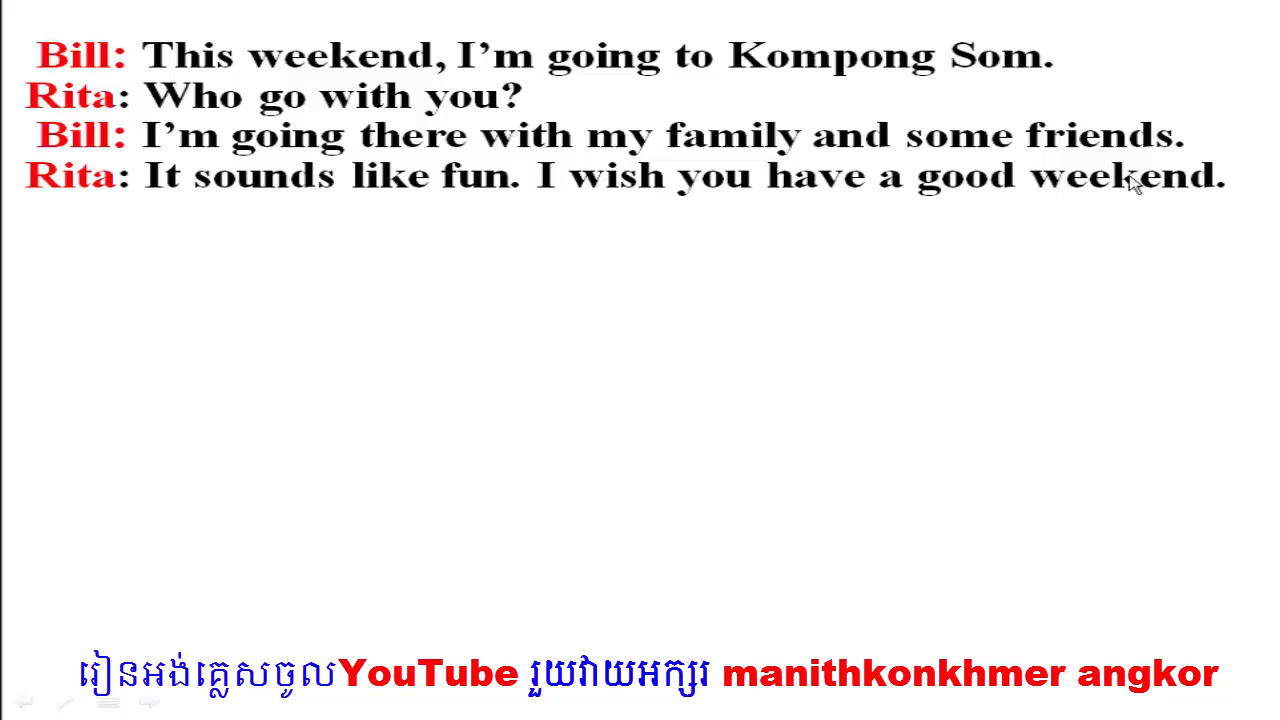 Bill: This weekend, I’m going to Kompong Som.
Rita: Who go with you?
Bill: I’m going there with my family and some friends.
Rita: It sounds like fun. I wish you have a good weekend.
រៀនអង់គ្លេសចូលYouTube រួយវាយអក្សរ manithkonkhmer angkor